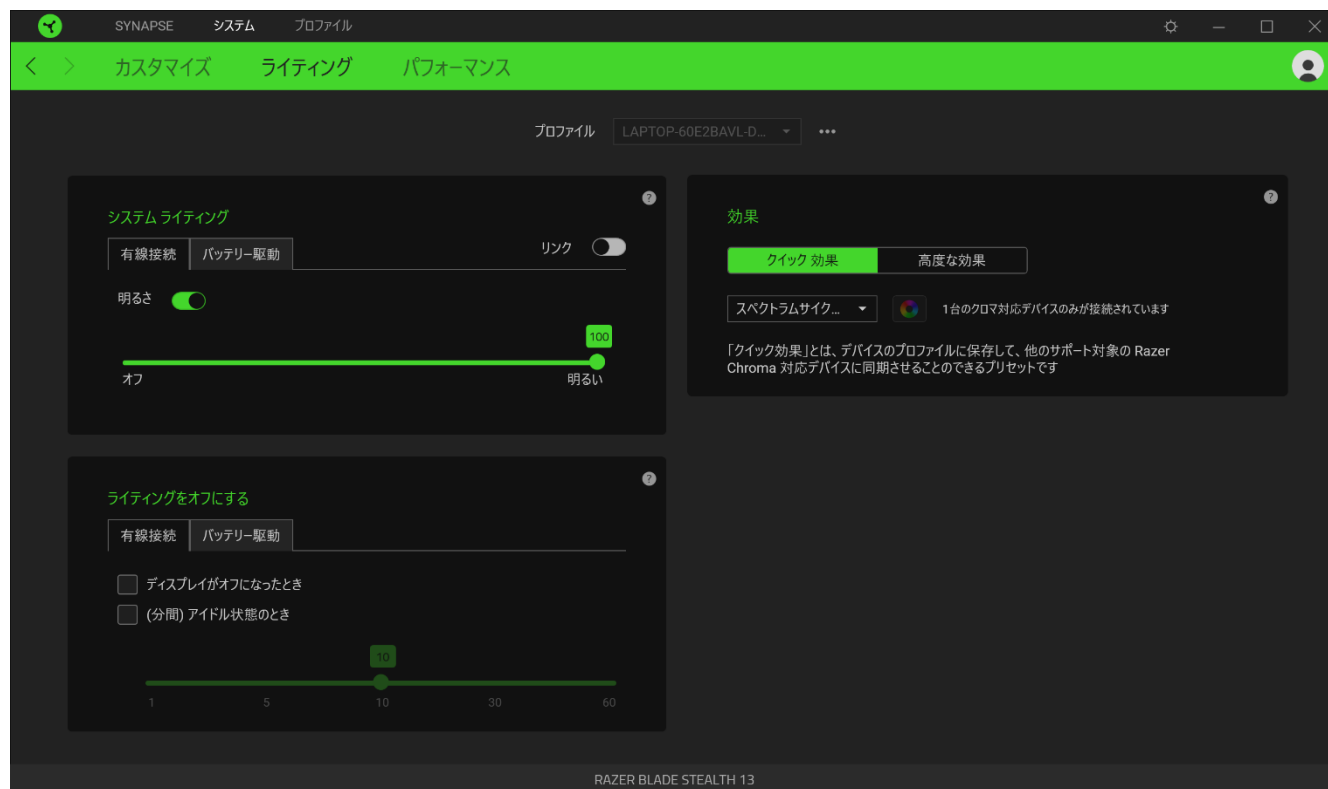 SYNAPSE システム プロファイル
カスタマイズ ライティング パフォーマンス
プロファイル LAPTOP-60E2BAVL-D... •••
システム ライティング
有線接続 バッテリー駆動 リンク
明るさ
100
オフ 明るい
効果
クイック 効果 高度な効果
スペクトラムサイク... 1台のクロマ対応デバイスのみが接続されています
「クイック効果」とは、デバイスのプロファイルに保存して、他のサポート対象の Razer
Chroma 対応デバイスに同期させることのできるプリセットです
ライティングをオフにする
有線接続 バッテリー駆動
ディスプレイがオフになったとき
(分間) アイドル状態のとき
10
1 5 10 30 60
RAZER BLADE STEALTH 13